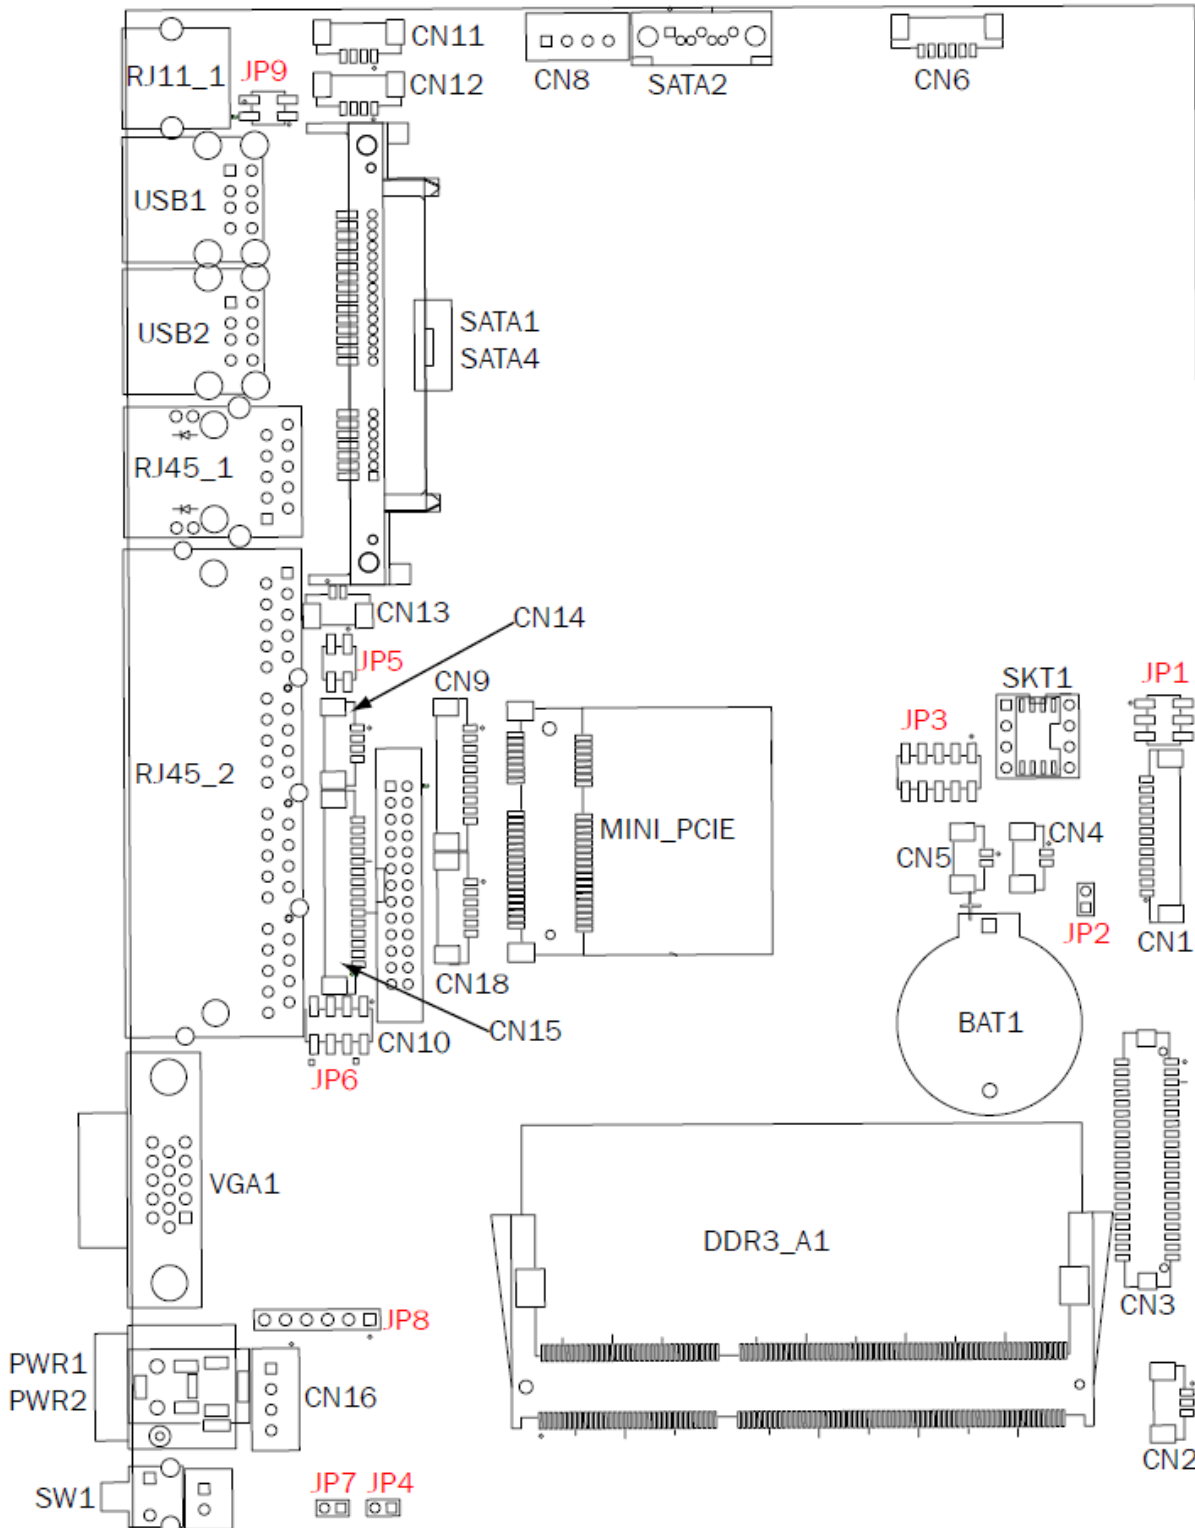 CN11
RJ11_1
JP9
CN12
CN8
SATA2
CN6
USB1
USB2
SATA1
SATA4
RJ45_1
CN13
CN14
JP5
CN9
SKT1
JP1
JP3
RJ45_2
MINI_PCIE
CN5
CN4
JP2
CN1
CN18
CN15
CN10
BAT1
JP6
VGA1
DDR3_A1
CN3
JP8
PWR1
PWR2
CN16
CN2
SW1
JP7
JP4